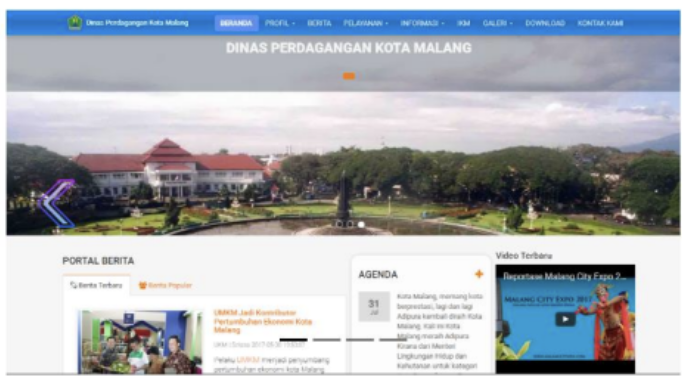 Dinas Perdagangan Kota Malang
BERANDA PROFIL BERITA PELAYANAN INFORMASI IKM GALERI DOWNLOAD KONTAK KAMI
DINAS PERDAGANGAN KOTA MALANG
PORTAL BERITA
Berita Terbaru Berita Populer
UMKM Jadi Kontributor
Pertumbuhan Ekonomi Kota
Malang
Pelaku UMKM menjadi penyumbang
pertumbuhan ekonomi kota Malang
AGENDA
31
Jul
Kota Malang, memang kota
berprestasi, lagi dan lagi
Adipura kembali diraih Kota
Malang. Kali ini Kota
Malang meraih Adipura
Kirana dari Menteri
Lingkungan Hidup dan
Kehutanan untuk kategori
Video Terbaru
Reportase Malang City Expo 2...
MALANG CITY EXPO 2017